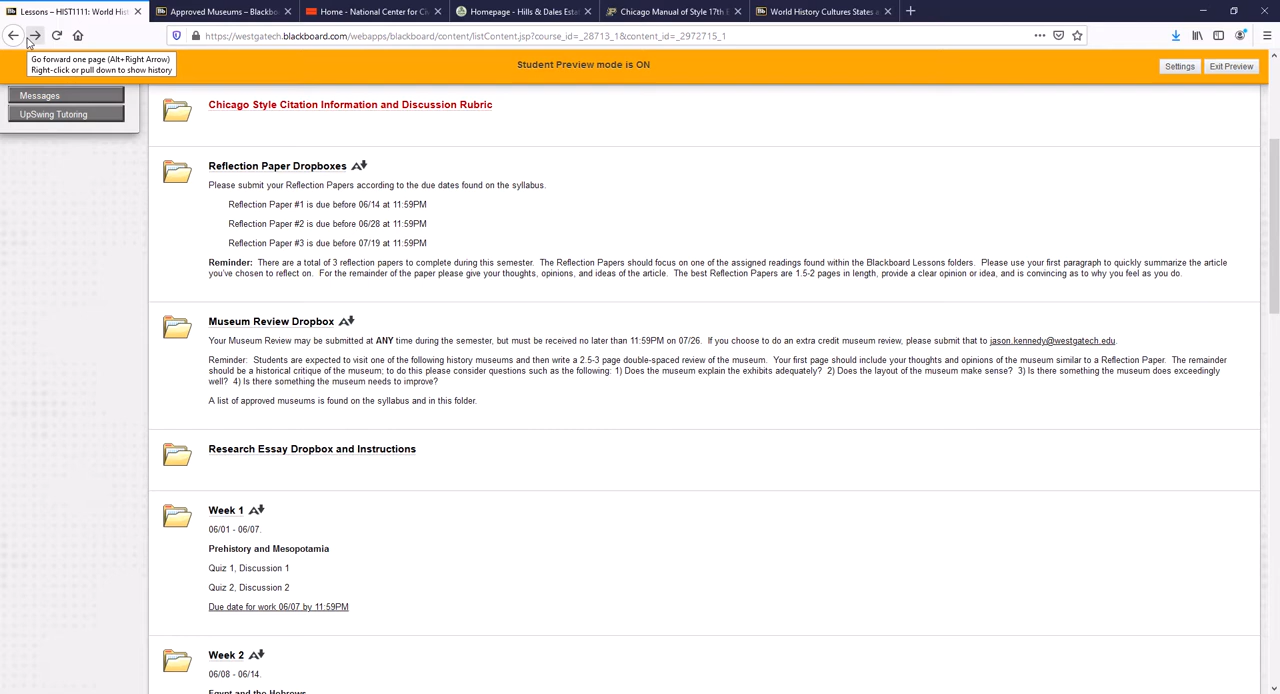 Lessons – HIST1111: World His
Approved Museums – Blackbo
Home - National Center for Civ
Homepage - Hills & Dales Esta
Chicago Manual of Style 17th E
World History Cultures States a
https://westgatech.blackboard.com/webapps/blackboard/content/listContent.jsp?course_id=_28713_1&content_id=_2972715_1
Go forward one page (Alt+Right Arrow)
Right-click or pull down to show history
Student Preview mode is ON
Settings
Exit Preview
Messages
UpSwing Tutoring
Chicago Style Citation Information and Discussion Rubric
Reflection Paper Dropboxes
Please submit your Reflection Papers according to the due dates found on the syllabus.
Reflection Paper #1 is due before 06/14 at 11:59PM
Reflection Paper #2 is due before 06/28 at 11:59PM
Reflection Paper #3 is due before 07/19 at 11:59PM
Reminder: There are a total of 3 reflection papers to complete during this semester. The Reflection Papers should focus on one of the assigned readings found within the Blackboard Lessons folders. Please use your first paragraph to quickly summarize the article
you've chosen to reflect on. For the remainder of the paper please give your thoughts, opinions, and ideas of the article. The best Reflection Papers are 1.5-2 pages in length, provide a clear opinion or idea, and is convincing as to why you feel as you do.
Museum Review Dropbox
Your Museum Review may be submitted at ANY time during the semester, but must be received no later than 11:59PM on 07/26. If you choose to do an extra credit museum review, please submit that to jason.kennedy@westgatech.edu.
Reminder: Students are expected to visit one of the following history museums and then write a 2.5-3 page double-spaced review of the museum. Your first page should include your thoughts and opinions of the museum similar to a Reflection Paper. The remainder
should be a historical critique of the museum; to do this please consider questions such as the following: 1) Does the museum explain the exhibits adequately? 2) Does the layout of the museum make sense? 3) Is there something the museum does exceedingly
well? 4) Is there something the museum needs to improve?
A list of approved museums is found on the syllabus and in this folder.
Research Essay Dropbox and Instructions
Week 1
06/01 - 06/07.
Prehistory and Mesopotamia
Quiz 1, Discussion 1
Quiz 2, Discussion 2
Due date for work 06/07 by 11:59PM
Week 2
06/08 - 06/14.
Egypt and the Hebrews